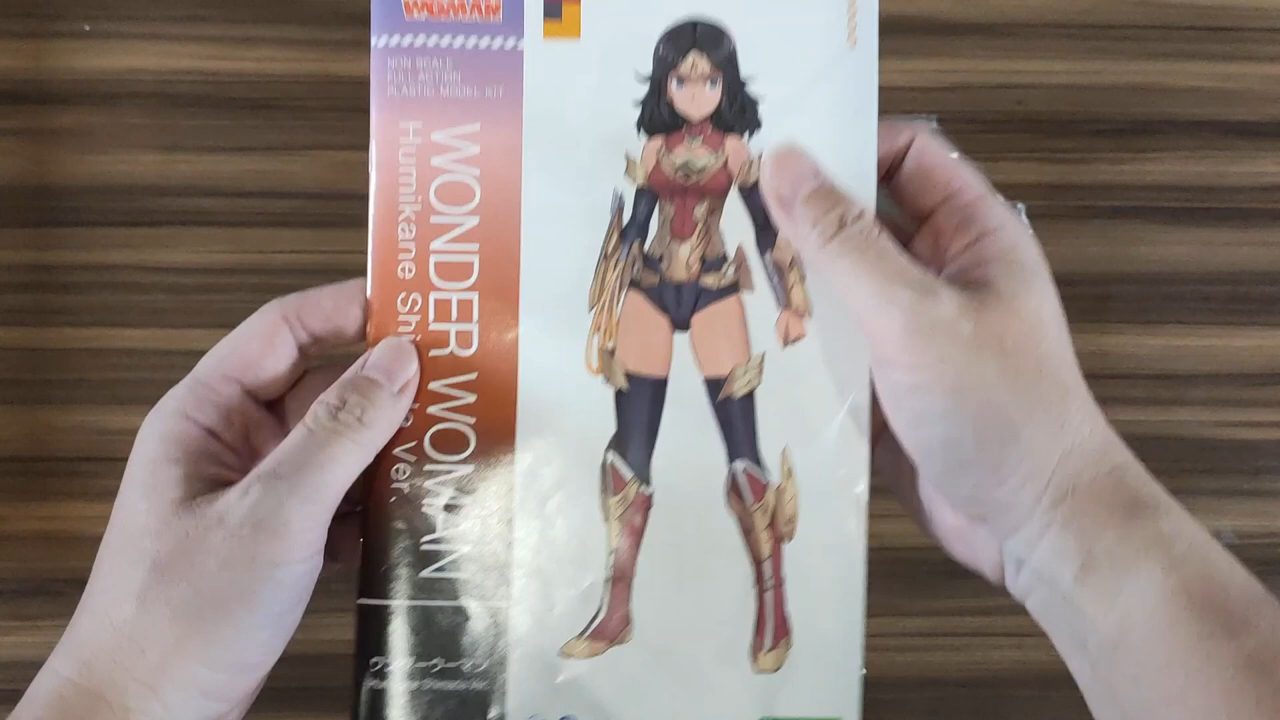 WOMAN
NON SCALE
FULL ACTION
PLASTIC MODEL KIT
WONDER WOMAN
Humikane Shi Ver.
ワンダーウーマン